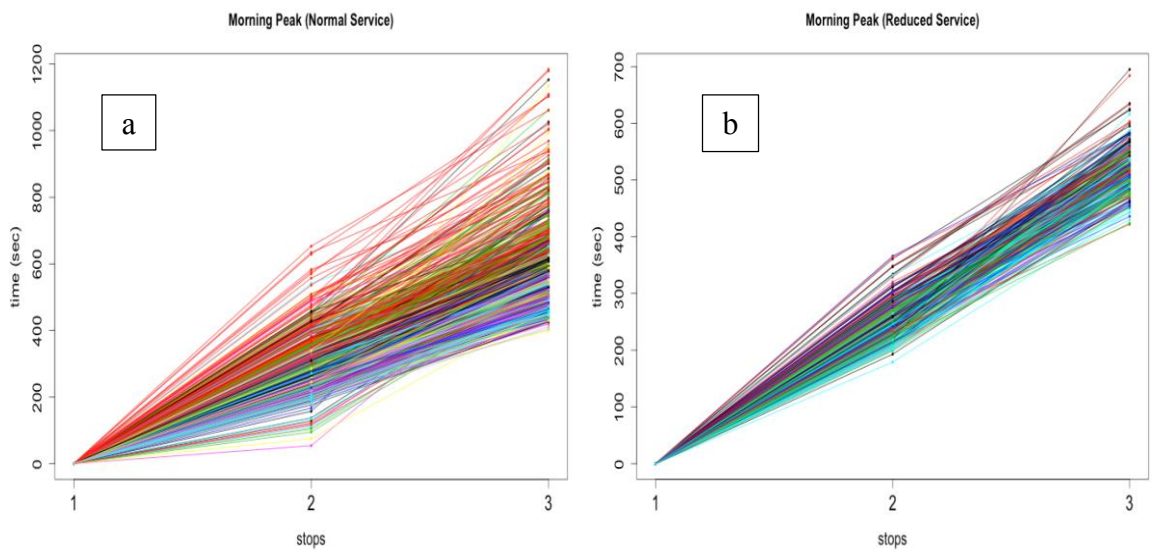 Morning Peak (Normal Service)
a
time (sec)
0
200
400
600
800
1000
1200
1
2
3
stops
Morning Peak (Reduced Service)
b
time (sec)
0
100
200
300
400
500
600
700
1
2
3
stops